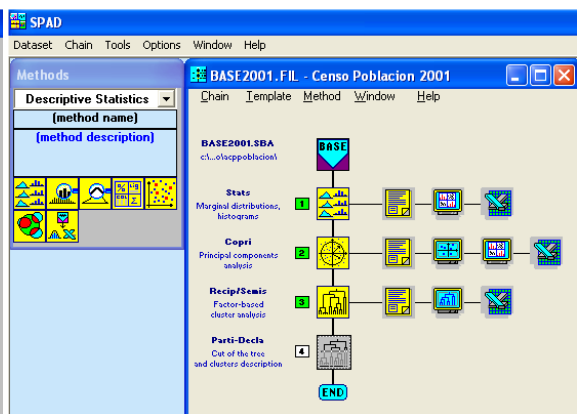 SPAD
Dataset Chain Tools Options Window Help
Methods
Descriptive Statistics
(method name)
(method description)
BASE2001.FIL - Censo Poblacion 2001
Chain Template Method Window Help
BASE2001.SBA
c:\...o\acppoblacion\
BASE
Stats
Marginal distributions,
histograms
1
Copri
Principal components
analysis
2
Recip/Semis
Factor-based
cluster analysis
3
Parti-Decla
Cut of the tree
and clusters description
4
END